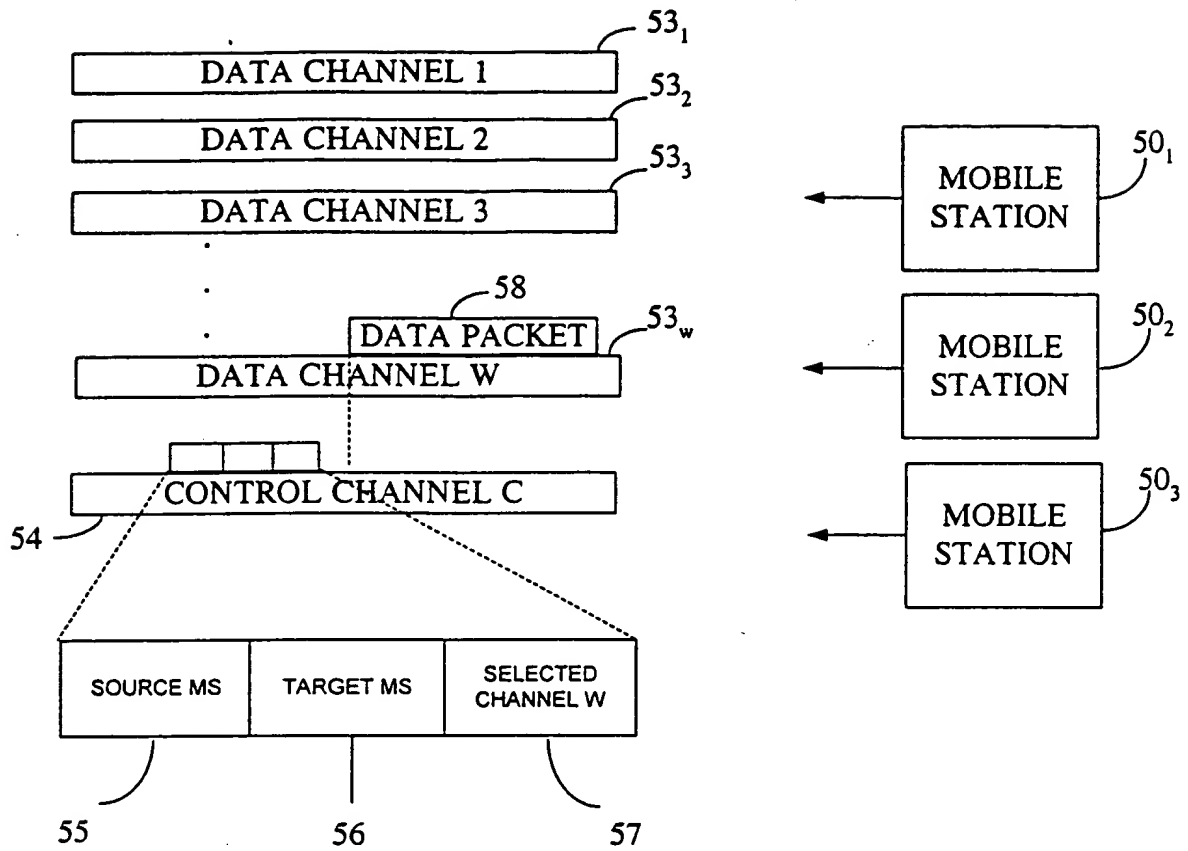 53₁
DATA CHANNEL 1
53₂
DATA CHANNEL 2
53₃
DATA CHANNEL 3
58
DATA PACKET
53w
DATA CHANNEL W
CONTROL CHANNEL C
54
SOURCE MS
TARGET MS
SELECTED
CHANNEL W
55
56
57
MOBILE
STATION
50₁
MOBILE
STATION
50₂
MOBILE
STATION
50₃